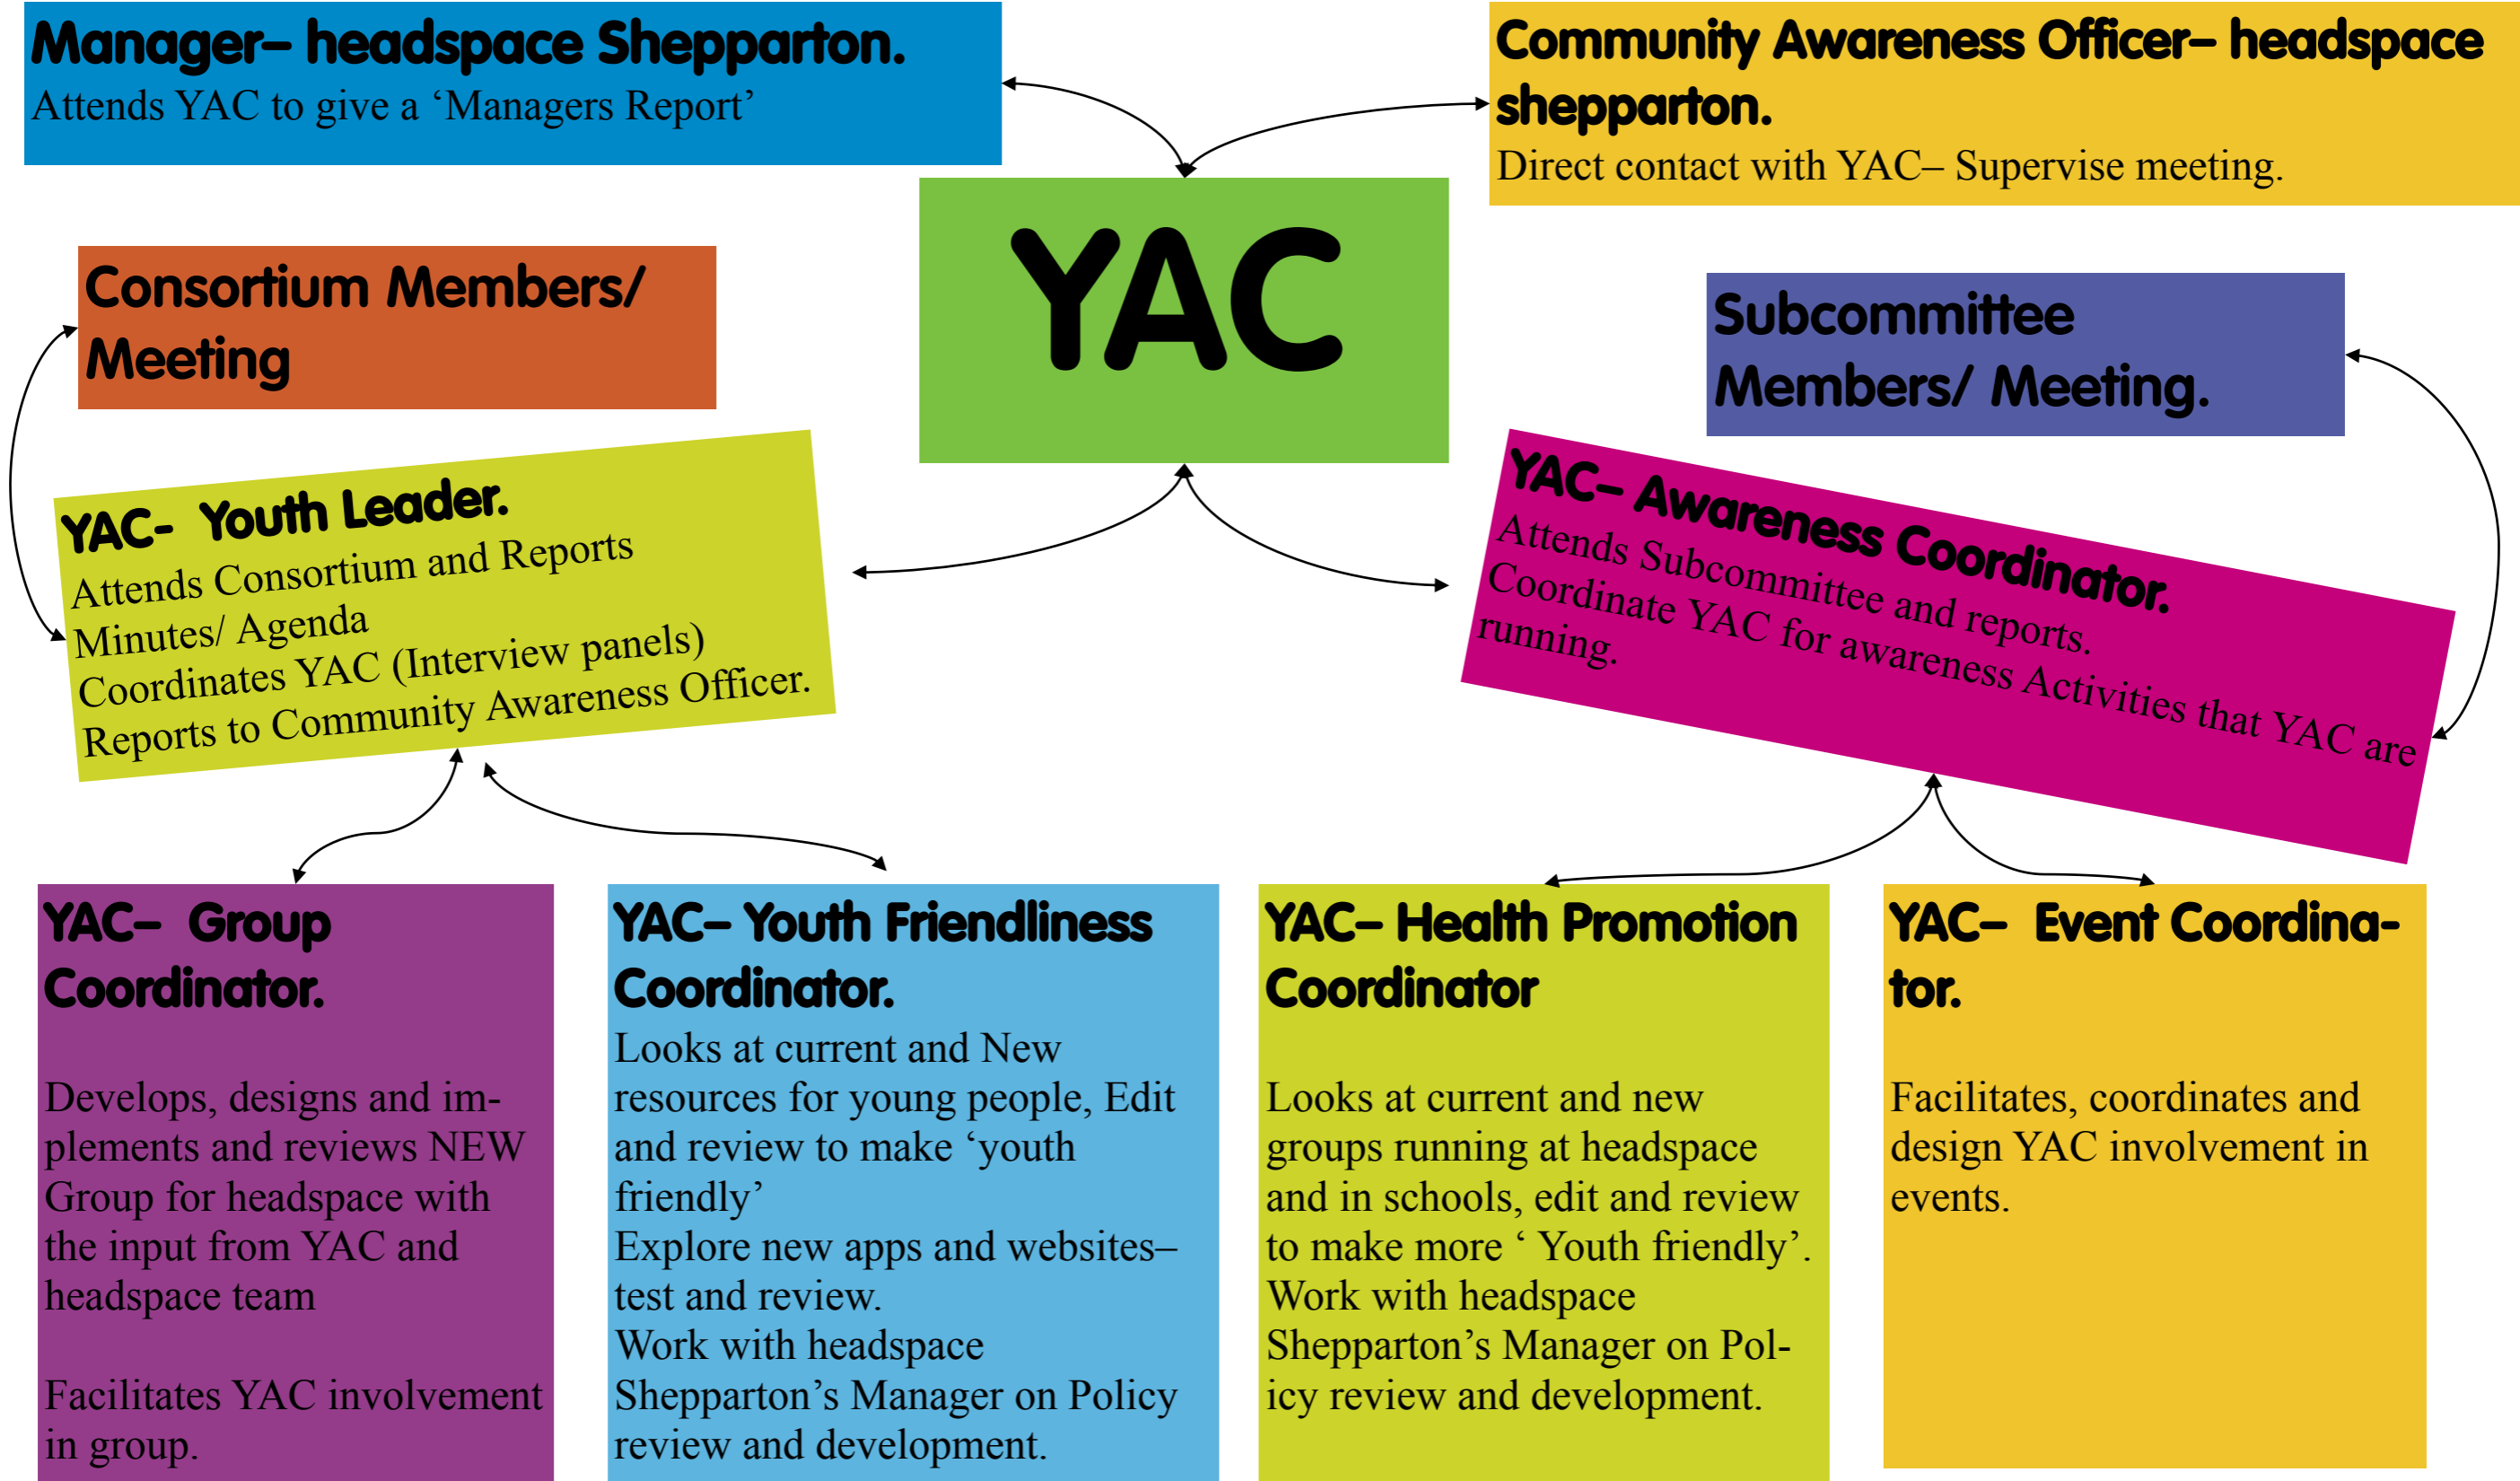 Manager– headspace Shepparton.
Attends YAC to give a ‘Managers Report’
Community Awareness Officer– headspace
shepparton.
Direct contact with YAC– Supervise meeting.
YAC
Consortium Members/
Meeting
Subcommittee
Members/ Meeting.
YAC-  Youth Leader.
Attends Consortium and Reports
Minutes/ Agenda
Coordinates YAC (Interview panels)
Reports to Community Awareness Officer.
YAC– Awareness Coordinator.
Attends Subcommittee and reports.
Coordinate YAC for awareness Activities that YAC are
running.
YAC–  Group
Coordinator.
Develops, designs and im-
plements and reviews NEW
Group for headspace with
the input from YAC and
headspace team
Facilitates YAC involvement
in group.
YAC– Youth Friendliness
Coordinator.
Looks at current and New
resources for young people, Edit
and review to make ‘youth
friendly’
Explore new apps and websites–
test and review.
Work with headspace
Shepparton’s Manager on Policy
review and development.
YAC– Health Promotion
Coordinator
Looks at current and new
groups running at headspace
and in schools, edit and review
to make more ‘ Youth friendly’.
Work with headspace
Shepparton’s Manager on Pol-
icy review and development.
YAC–  Event Coordina-
tor.
Facilitates, coordinates and
design YAC involvement in
events.